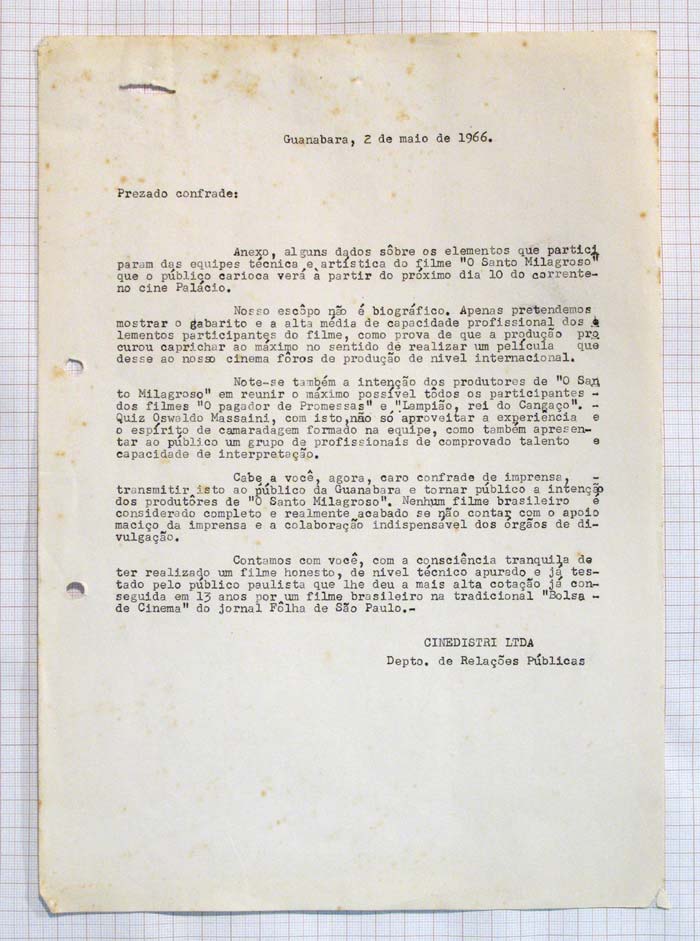 Guanabara, 2 de maio de 1966.
Prezado confrade:
Anexo, alguns dados sôbre os elementos que partici
param das equipes técnica e artística do filme "O Santo Milagroso"
que o público carioca verá à partir do próximo dia 10 do corrente-
no cine Palácio.
Nosso escôpo não é biográfico. Apenas pretendemos
mostrar o gabarito e a alta média de capacidade profissional dos e
lementos participantes do filme, como prova de que a produção pro
curou caprichar ao máximo no sentido de realizar um película que
desse ao nosso cinema fôros de produção de nivel internacional.
Note-se também a intenção dos produtores de "O San
to Milagroso" em reunir o máximo possível tôdos os participantes -
dos filmes "O pagador de Promessas" e "Lampião, rei do Cangaço". -
Quiz Oswaldo Massaini, com isto,não só aproveitar a experiência e
o espírito de camaradagem formado na equipe, como também apresen-
tar ao público um grupo de profissionais de comprovado talento e
capacidade de interpretação.
Cabe a você, agora, caro confrade de imprensa, -
transmitir isto ao público da Guanabara e tornar público a intenção
dos produtôres de "O Santo Milagroso". Nenhum filme brasileiro é
considerado completo e realmente acabado se não contar com o apoio
maciço da imprensa e a colaboração indispensável dos órgãos de di-
vulgação.
Contamos com você, com a consciência tranquila de
ter realizado um filme honesto, de nível técnico apurado e já tes-
tado pelo público paulista que lhe deu a mais alta cotação já con-
seguida em 13 anos por um filme brasileiro na tradicional "Bolsa -
de Cinema" do jornal Fôlha de São Paulo.-
CINEDISTRI LTDA
Depto. de Relações Públicas